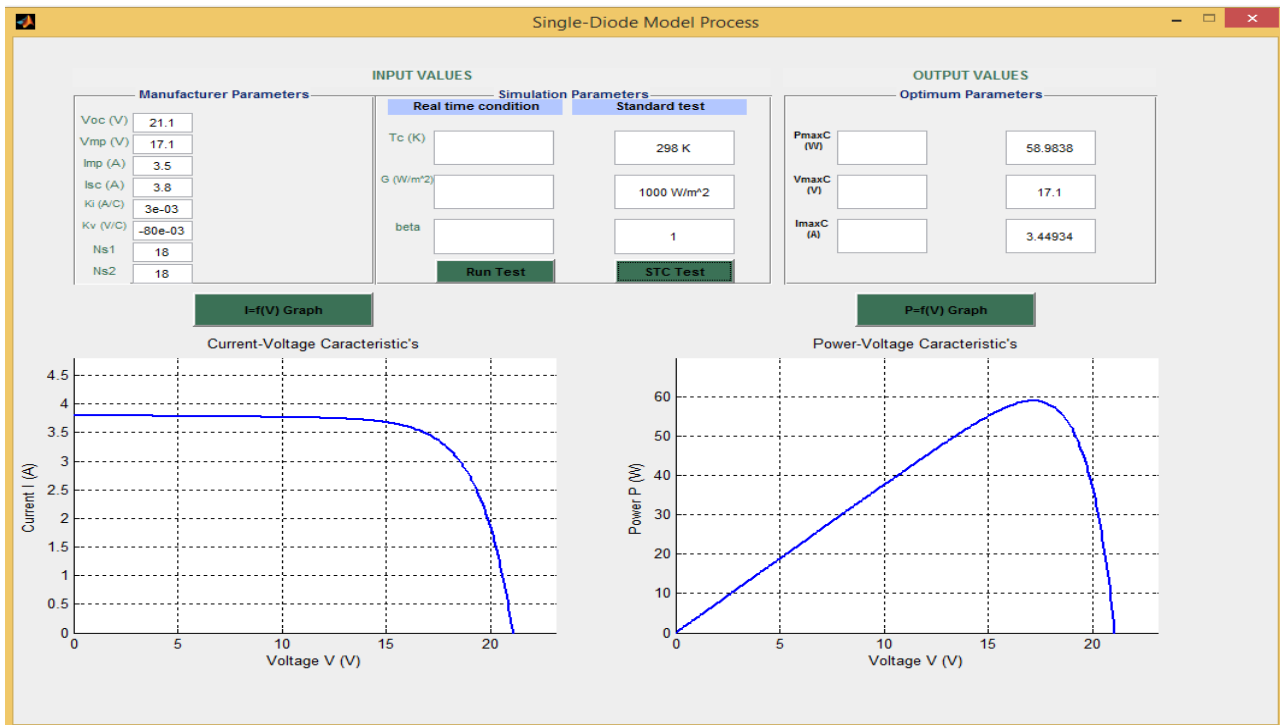 Single-Diode Model Process
INPUT VALUES
OUTPUT VALUES
Manufacturer Parameters
Simulation Parameters
Optimum Parameters
Real time condition
Standard test
Voc (V)
21.1
Vmp (V)
17.1
Imp (A)
3.5
Isc (A)
3.8
Ki (A/C)
3e-03
Kv (V/C)
-80e-03
Ns1
18
Ns2
18
Tc (K)
298 K
G (W/m^2)
1000 W/m^2
beta
1
Run Test
STC Test
PmaxC
(W)
58.9838
VmaxC
(V)
17.1
ImaxC
(A)
3.44934
I=f(V) Graph
P=f(V) Graph
Current-Voltage Caracteristic's
4.5
4
3.5
3
2.5
2
1.5
1
0.5
0
Current I (A)
0 5 10 15 20
Voltage V (V)
Power-Voltage Caracteristic's
60
50
40
30
20
10
0
Power P (W)
0 5 10 15 20
Voltage V (V)